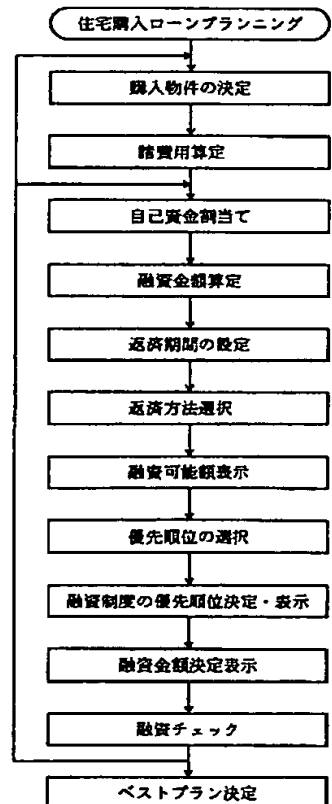 住宅購入ローンプランニング
購入物件の決定
諸費用算定
自己資金割当て
融資金額算定
返済期間の設定
返済方法選択
融資可能額表示
優先順位の選択
融資制度の優先順位決定・表示
融資金額決定表示
融資チェック
ベストプラン決定